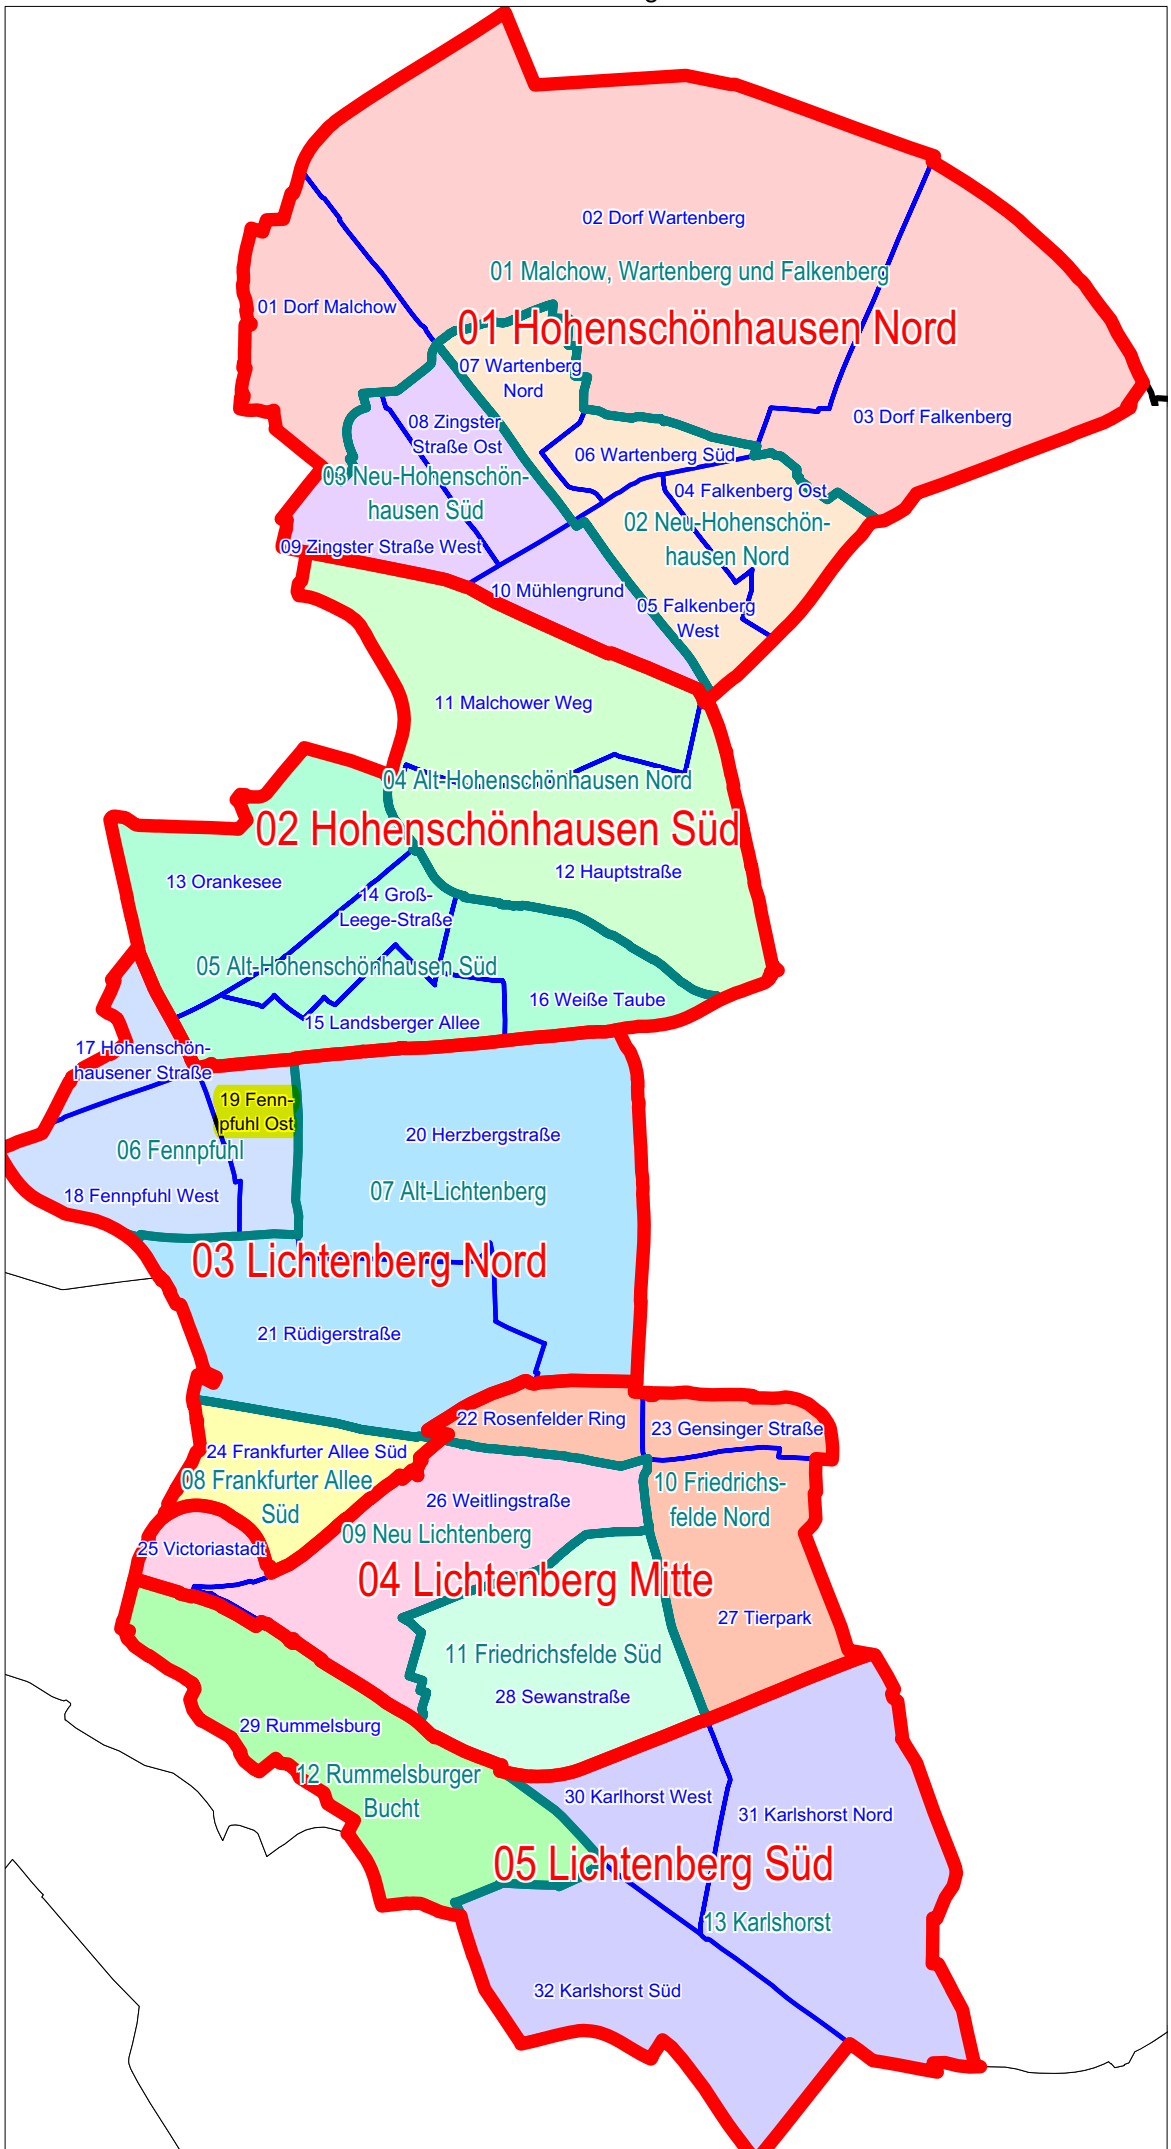 02 Dorf Wartenberg
01 Malchow, Wartenberg und Falkenberg
01 Dorf Malchow
01 Hohenschönhausen Nord
07 Wartenberg
Nord
03 Dorf Falkenberg
08 Zingster
Straße Ost
06 Wartenberg Süd
03 Neu-Hohenschön-
hausen Süd
04 Falkenberg Ost
02 Neu-Hohenschön-
hausen Nord
09 Zingster Straße West
10 Mühlengrund
05 Falkenberg
West
11 Malchower Weg
04 Alt-Hohenschönhausen Nord
02 Hohenschönhausen Süd
12 Hauptstraße
13 Orankesee
14 Groß-
Leege-Straße
05 Alt-Hohenschönhausen Süd
16 Weiße Taube
15 Landsberger Allee
17 Hohenschön-
hausener Straße
19 Fenn-
pfuhl Ost
20 Herzbergstraße
06 Fennpfuhl
18 Fennpfuhl West
07 Alt-Lichtenberg
03 Lichtenberg Nord
21 Rüdigerstraße
22 Rosenfelder Ring
23 Gensinger Straße
24 Frankfurter Allee Süd
08 Frankfurter Allee
Süd
10 Friedrichs-
felde Nord
26 Weitlingstraße
09 Neu Lichtenberg
25 Victoriastadt
04 Lichtenberg Mitte
27 Tierpark
11 Friedrichsfelde Süd
28 Sewanstraße
29 Rummelsburg
12 Rummelsburger
Bucht
30 Karlhorst West
31 Karlshorst Nord
05 Lichtenberg Süd
13 Karlshorst
32 Karlshorst Süd